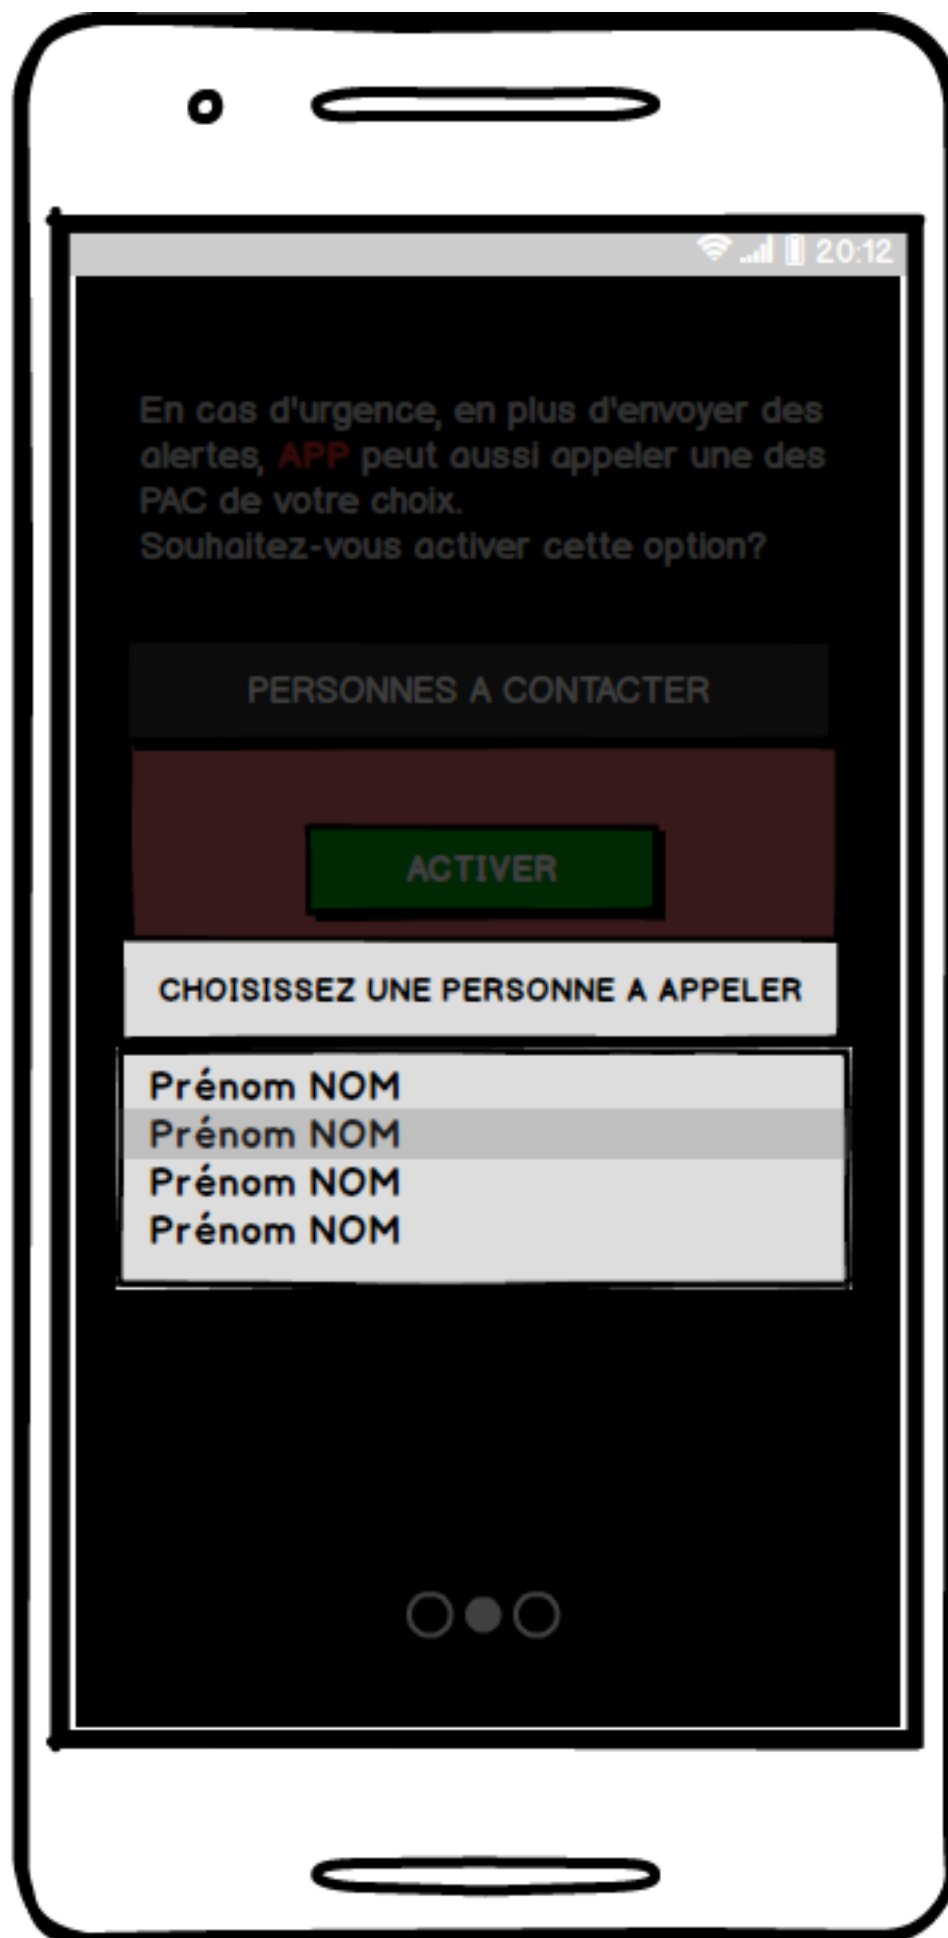 20:12
En cas d'urgence, en plus d'envoyer des
alertes, APP peut aussi appeler une des
PAC de votre choix.
Souhaitez-vous activer cette option?
PERSONNES A CONTACTER
ACTIVER
CHOISISSEZ UNE PERSONNE A APPELER
Prénom NOM
Prénom NOM
Prénom NOM
Prénom NOM